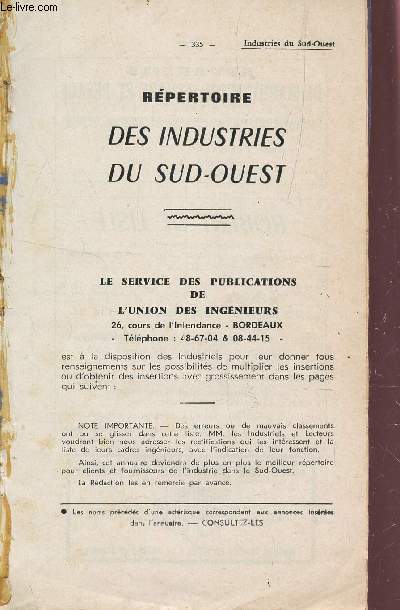 — 335 — Industries du Sud-Ouest
RÉPERTOIRE
DES INDUSTRIES
DU SUD-OUEST
LE SERVICE DES PUBLICATIONS
DE
L'UNION DES INGÉNIEURS
26, cours de l'Intendance - BORDEAUX
- Téléphone : 48-67-04 & 08-44-15 -
est à la disposition des Industriels pour leur donner tous
renseignements sur les possibilités de multiplier les insertions
ou d'obtenir des insertions avec grossissement dans les pages
qui suivent :
NOTE IMPORTANTE. — Des erreurs ou de mauvais classements
ont pu se glisser dans cette liste. MM. les Industriels et Lecteurs
voudront bien nous adresser les rectifications qui les intéressent et la
liste de leurs cadres ingénieurs, avec l'indication de leur fonction.
Ainsi, cet annuaire deviendra de plus en plus le meilleur répertoire
pour clients et fournisseurs de l'industrie dans le Sud-Ouest.
La Rédaction les en remercie par avance.
● Les noms précédés d'une astérisque correspondent aux annonces insérées
dans l'annuaire. — CONSULTEZ-LES